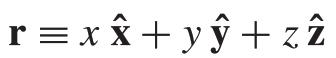 𝐫 ≡ x 𝐱̂ + y 𝐲̂ + z 𝐳̂